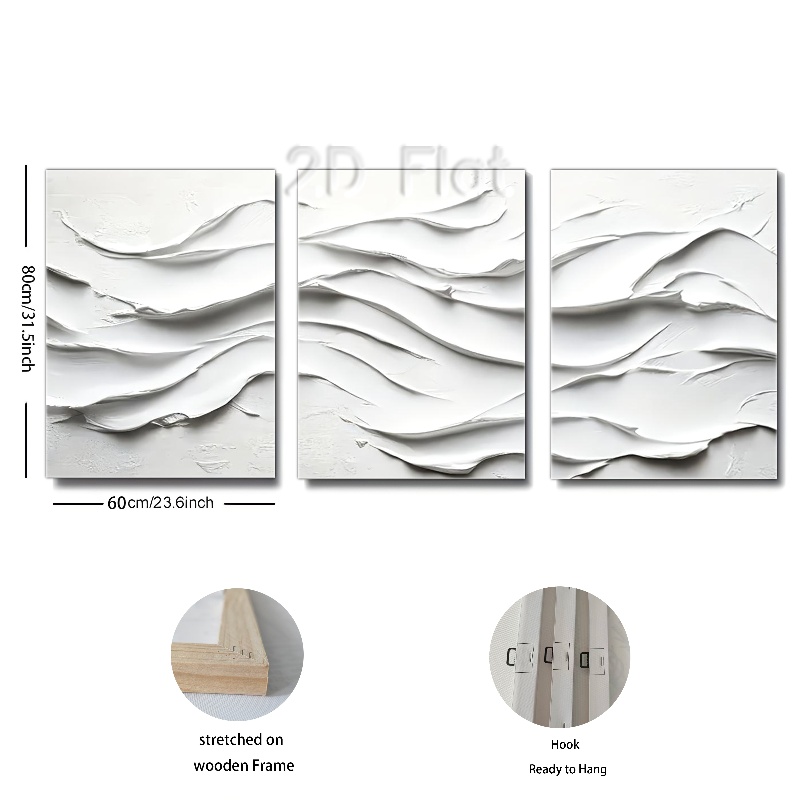 2D Flat
80cm/31.5inch
60cm/23.6inch
stretched on
wooden Frame
Hook
Ready to Hang